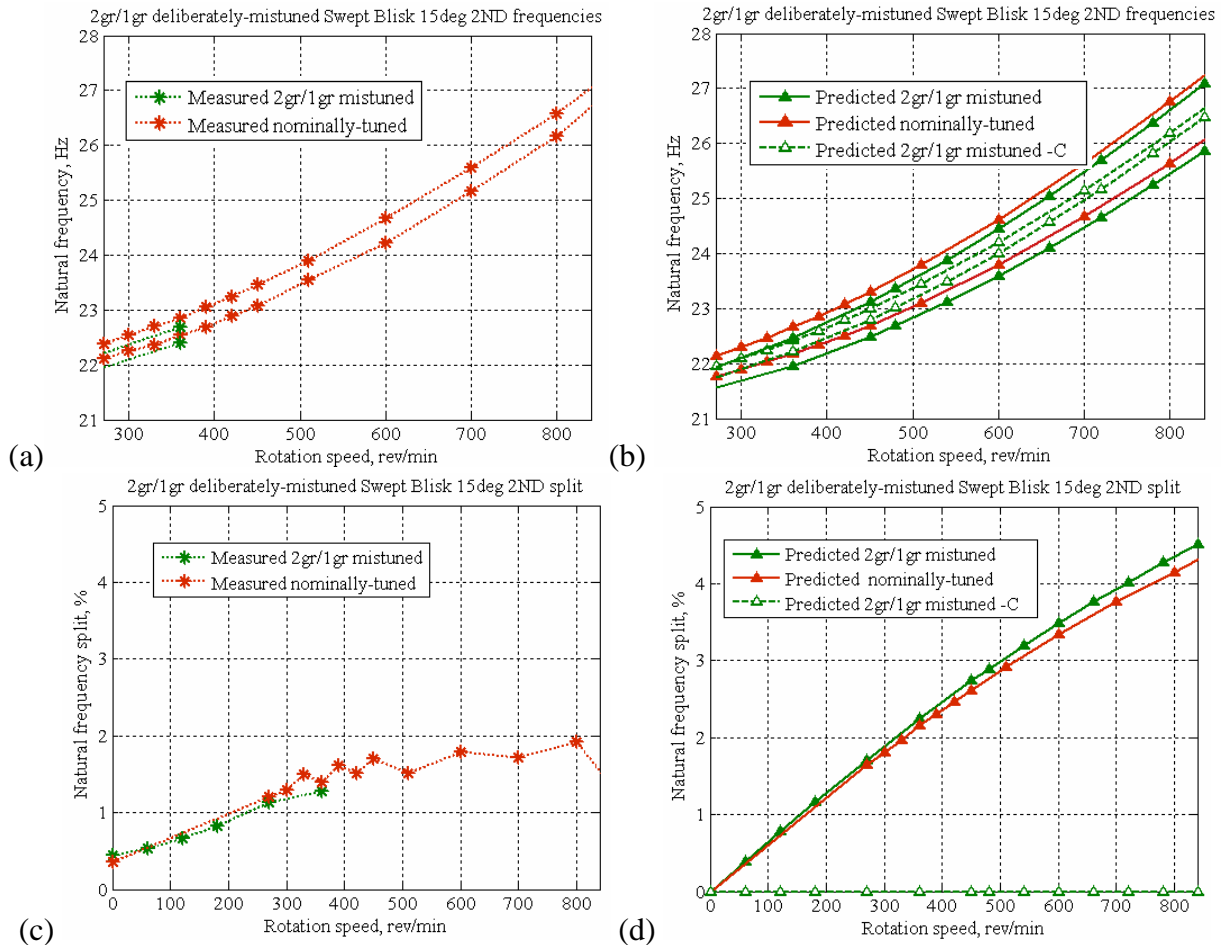 2gr/1gr deliberately-mistuned Swept Blisk 15deg 2ND frequencies
28
27
26
25
24
23
22
21
Natural frequency, Hz
Measured 2gr/1gr mistuned
Measured nominally-tuned
300 400 500 600 700 800
Rotation speed, rev/min
(a)
2gr/1gr deliberately-mistuned Swept Blisk 15deg 2ND frequencies
28
27
26
25
24
23
22
21
Natural frequency, Hz
Predicted 2gr/1gr mistuned
Predicted nominally-tuned
Predicted 2gr/1gr mistuned -C
300 400 500 600 700 800
Rotation speed, rev/min
(b)
2gr/1gr deliberately-mistuned Swept Blisk 15deg 2ND split
5
4
3
2
1
0
Natural frequency split, %
Measured 2gr/1gr mistuned
Measured nominally-tuned
0 100 200 300 400 500 600 700 800
Rotation speed, rev/min
(c)
2gr/1gr deliberately-mistuned Swept Blisk 15deg 2ND split
5
4
3
2
1
0
Natural frequency split, %
Predicted 2gr/1gr mistuned
Predicted nominally-tuned
Predicted 2gr/1gr mistuned -C
0 100 200 300 400 500 600 700 800
Rotation speed, rev/min
(d)